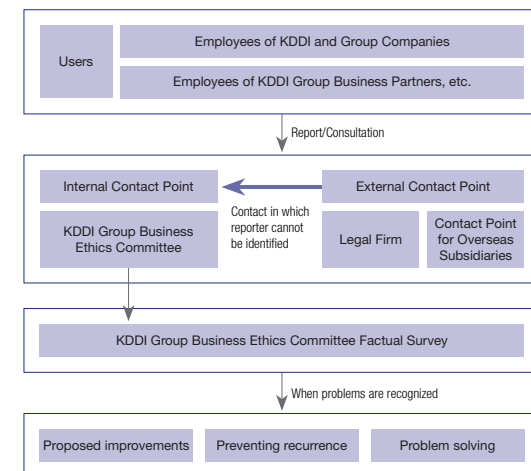 Users
Employees of KDDI and Group Companies
Employees of KDDI Group Business Partners, etc.
Report/Consultation
Internal Contact Point
External Contact Point
Contact in which
reporter cannot
be identified
KDDI Group Business
Ethics Committee
Legal Firm
Contact Point
for Overseas
Subsidiaries
KDDI Group Business Ethics Committee Factual Survey
When problems are recognized
Proposed improvements
Preventing recurrence
Problem solving